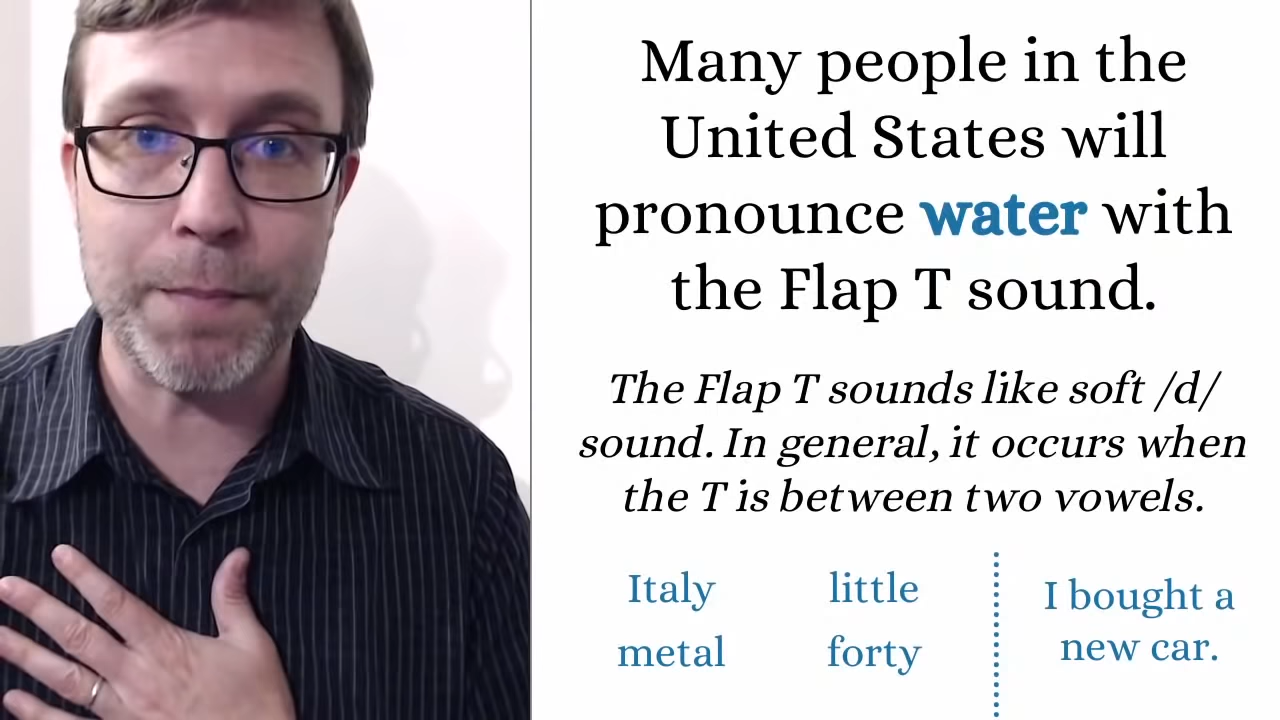 Many people in the
United States will
pronounce water with
the Flap T sound.
The Flap T sounds like soft /d/
sound. In general, it occurs when
the T is between two vowels.
Italy
little
metal
forty
I bought a
new car.